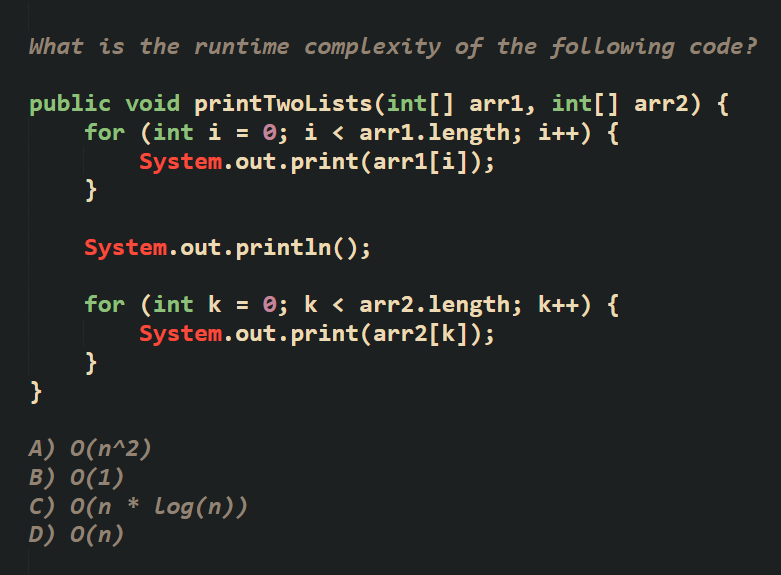 What is the runtime complexity of the following code?
public void printTwoLists(int[] arr1, int[] arr2) {
for (int i = 0; i < arr1.length; i++) {
System.out.print(arr1[i]);
}
System.out.println();
for (int k = 0; k < arr2.length; k++) {
System.out.print(arr2[k]);
}
}
A) O(n^2)
B) O(1)
C) O(n * log(n))
D) O(n)